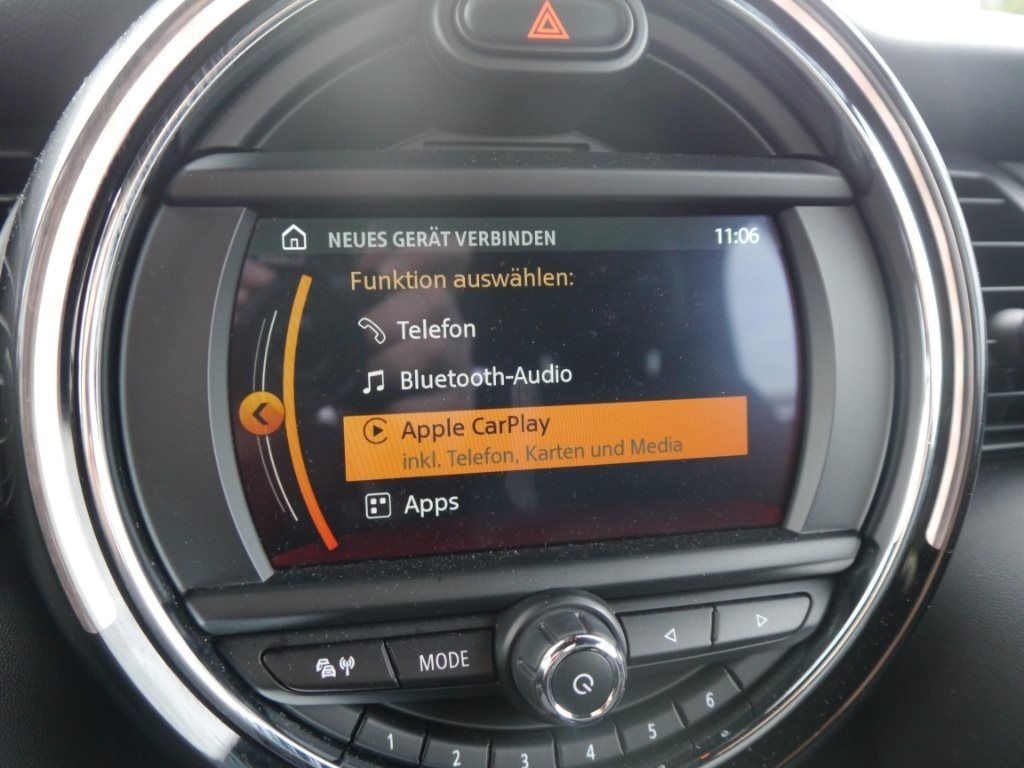 NEUES GERÄT VERBINDEN 11:06
Funktion auswählen:
Telefon
Bluetooth-Audio
Apple CarPlay
inkl. Telefon, Karten und Media
Apps
MODE
1 2 3 4 5 6